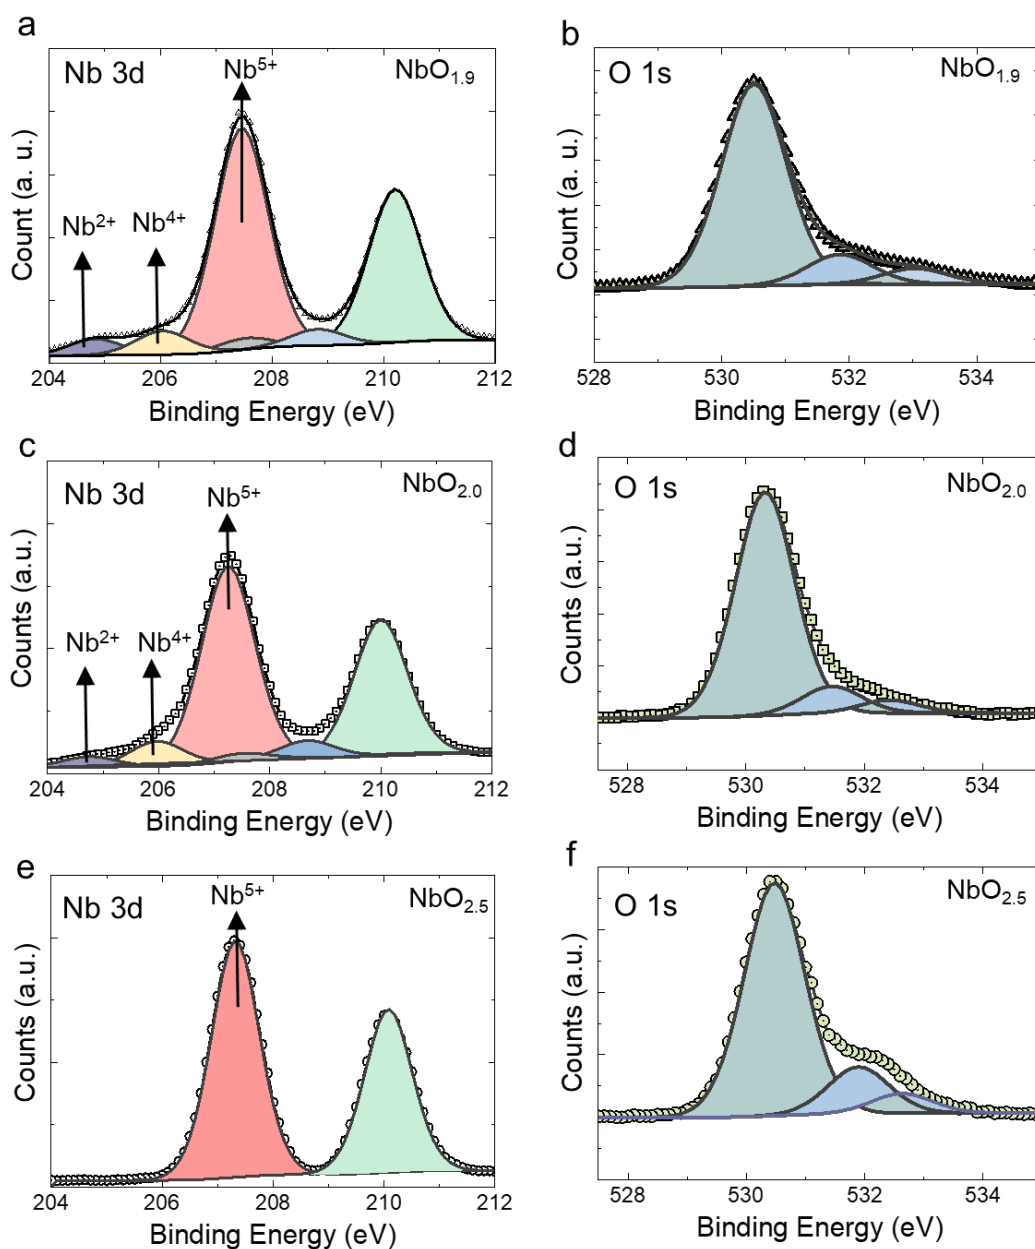 a
Nb 3d
Nb5+
NbO1.9
Nb2+
Nb4+
Count (a. u.)
204 206 208 210 212
Binding Energy (eV)
b
O 1s
NbO1.9
Count (a. u.)
528 530 532 534
Binding Energy (eV)
c
Nb 3d
Nb5+
NbO2.0
Nb2+
Nb4+
Counts (a.u.)
204 206 208 210 212
Binding Energy (eV)
d
O 1s
NbO2.0
Counts (a.u.)
528 530 532 534
Binding Energy (eV)
e
Nb 3d
Nb5+
NbO2.5
Counts (a.u.)
204 206 208 210 212
Binding Energy (eV)
f
O 1s
NbO2.5
Counts (a.u.)
528 530 532 534
Binding Energy (eV)